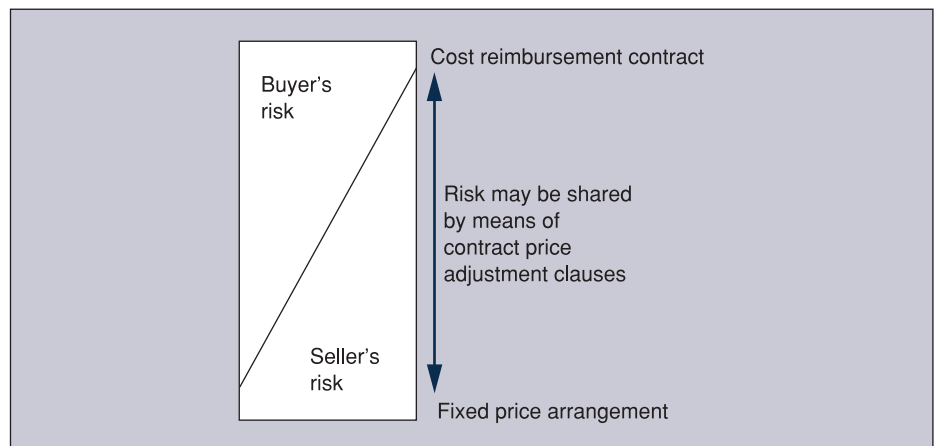 Cost reimbursement contract
Buyer’s
risk
Risk may be shared
by means of
contract price
adjustment clauses
Seller’s
risk
Fixed price arrangement